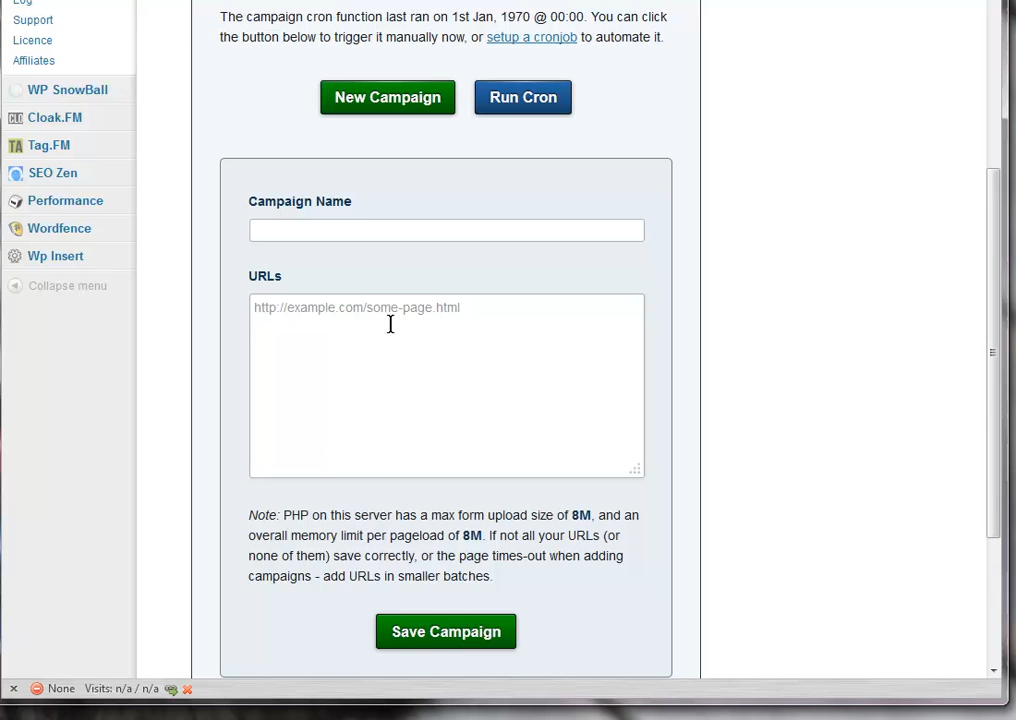 Log
Support
Licence
Affiliates
WP SnowBall
Cloak.FM
TA Tag.FM
SEO Zen
Performance
Wordfence
Wp Insert
Collapse menu
The campaign cron function last ran on 1st Jan, 1970 @ 00:00. You can click
the button below to trigger it manually now, or setup a cronjob to automate it.
New Campaign
Run Cron
Campaign Name
URLs
http://example.com/some-page.html
Note: PHP on this server has a max form upload size of 8M, and an
overall memory limit per pageload of 8M. If not all your URLs (or
none of them) save correctly, or the page times-out when adding
campaigns - add URLs in smaller batches.
Save Campaign
None Visits: n/a / n/a